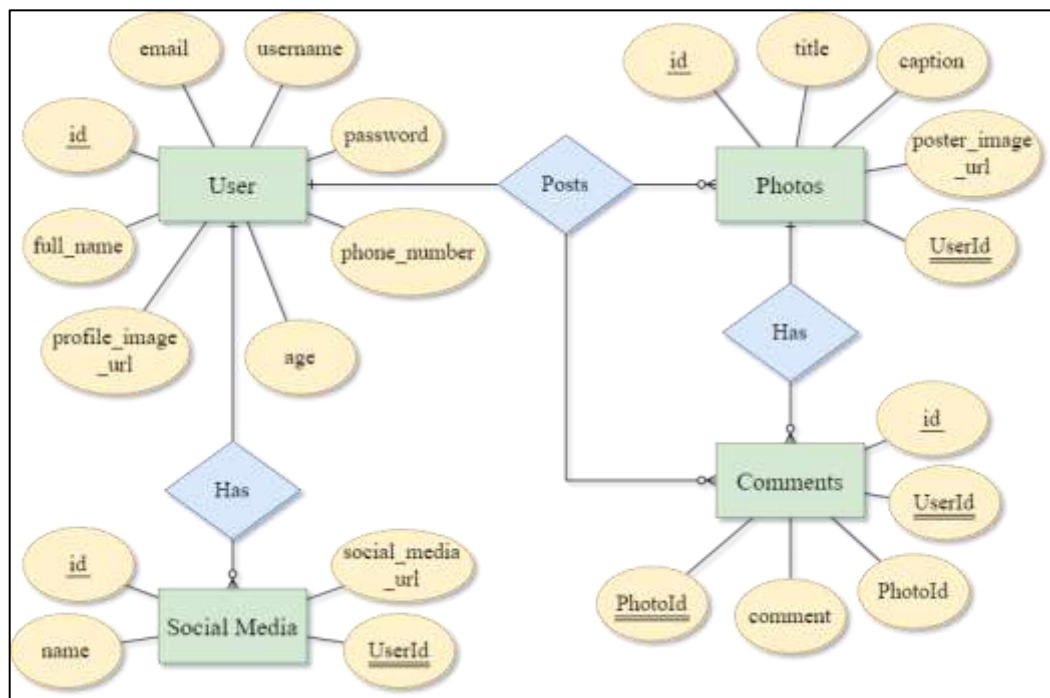 email
username
id
password
User
full_name
phone_number
profile_image
_url
age
Has
id
social_media
_url
Social Media
name
UserId
Posts
id
title
caption
poster_image
_url
Photos
UserId
Has
id
Comments
UserId
PhotoId
comment
PhotoId